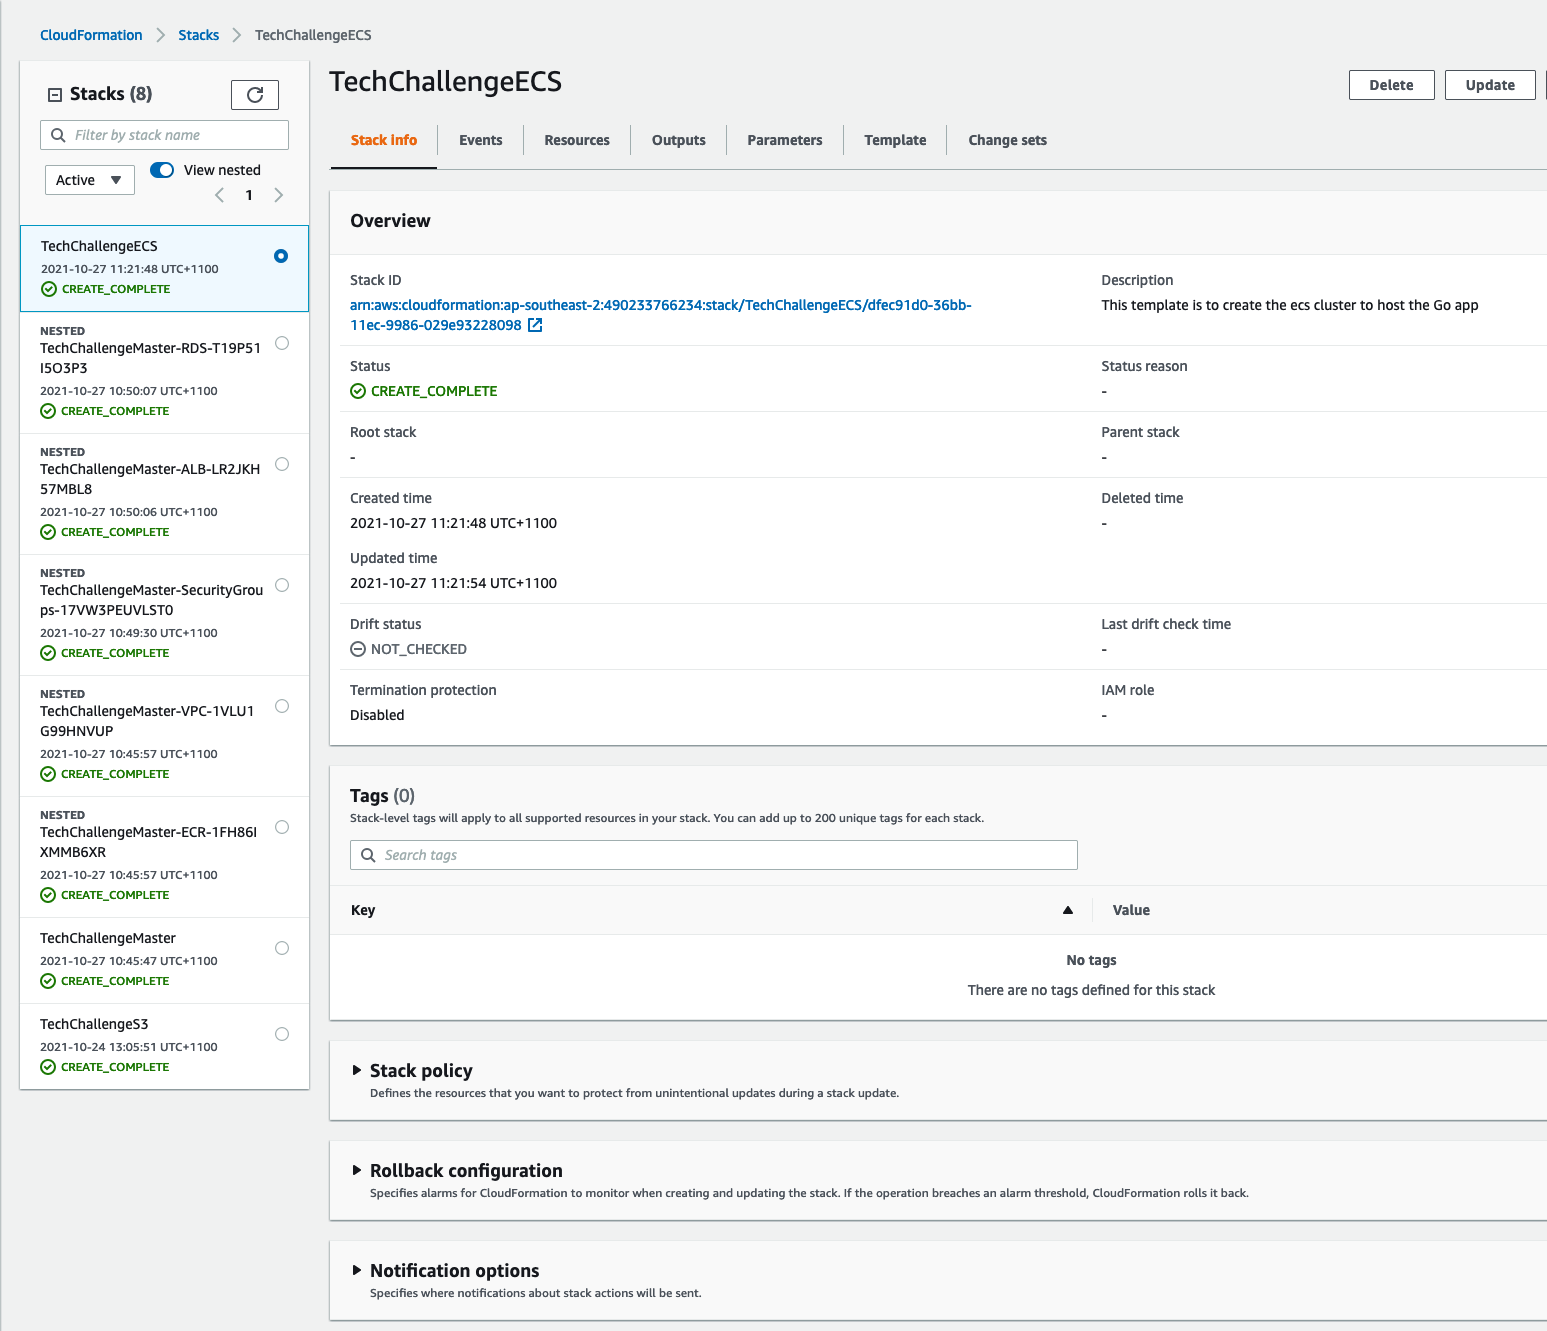 CloudFormation > Stacks > TechChallengeECS
Stacks (8)
Filter by stack name
Active
View nested
1
TechChallengeECS
2021-10-27 11:21:48 UTC+1100
CREATE_COMPLETE
NESTED
TechChallengeMaster-RDS-T19P51
I5O3P3
2021-10-27 10:50:07 UTC+1100
CREATE_COMPLETE
NESTED
TechChallengeMaster-ALB-LR2JKH
57MBL8
2021-10-27 10:50:06 UTC+1100
CREATE_COMPLETE
NESTED
TechChallengeMaster-SecurityGrou
ps-17VW3PEUVLST0
2021-10-27 10:49:30 UTC+1100
CREATE_COMPLETE
NESTED
TechChallengeMaster-VPC-1VLU1
G99HNVUP
2021-10-27 10:45:57 UTC+1100
CREATE_COMPLETE
NESTED
TechChallengeMaster-ECR-1FH86I
XMMB6XR
2021-10-27 10:45:57 UTC+1100
CREATE_COMPLETE
TechChallengeMaster
2021-10-27 10:45:47 UTC+1100
CREATE_COMPLETE
TechChallengeS3
2021-10-24 13:05:51 UTC+1100
CREATE_COMPLETE
TechChallengeECS
Delete
Update
Stack info
Events
Resources
Outputs
Parameters
Template
Change sets
Overview
Stack ID
arn:aws:cloudformation:ap-southeast-2:490233766234:stack/TechChallengeECS/dfec91d0-36bb-
11ec-9986-029e93228098
Description
This template is to create the ecs cluster to host the Go app
Status
CREATE_COMPLETE
Status reason
-
Root stack
-
Parent stack
-
Created time
2021-10-27 11:21:48 UTC+1100
Deleted time
-
Updated time
2021-10-27 11:21:54 UTC+1100
Drift status
NOT_CHECKED
Last drift check time
-
Termination protection
Disabled
IAM role
-
Tags (0)
Stack-level tags will apply to all supported resources in your stack. You can add up to 200 unique tags for each stack.
Search tags
Key
Value
No tags
There are no tags defined for this stack
Stack policy
Defines the resources that you want to protect from unintentional updates during a stack update.
Rollback configuration
Specifies alarms for CloudFormation to monitor when creating and updating the stack. If the operation breaches an alarm threshold, CloudFormation rolls it back.
Notification options
Specifies where notifications about stack actions will be sent.